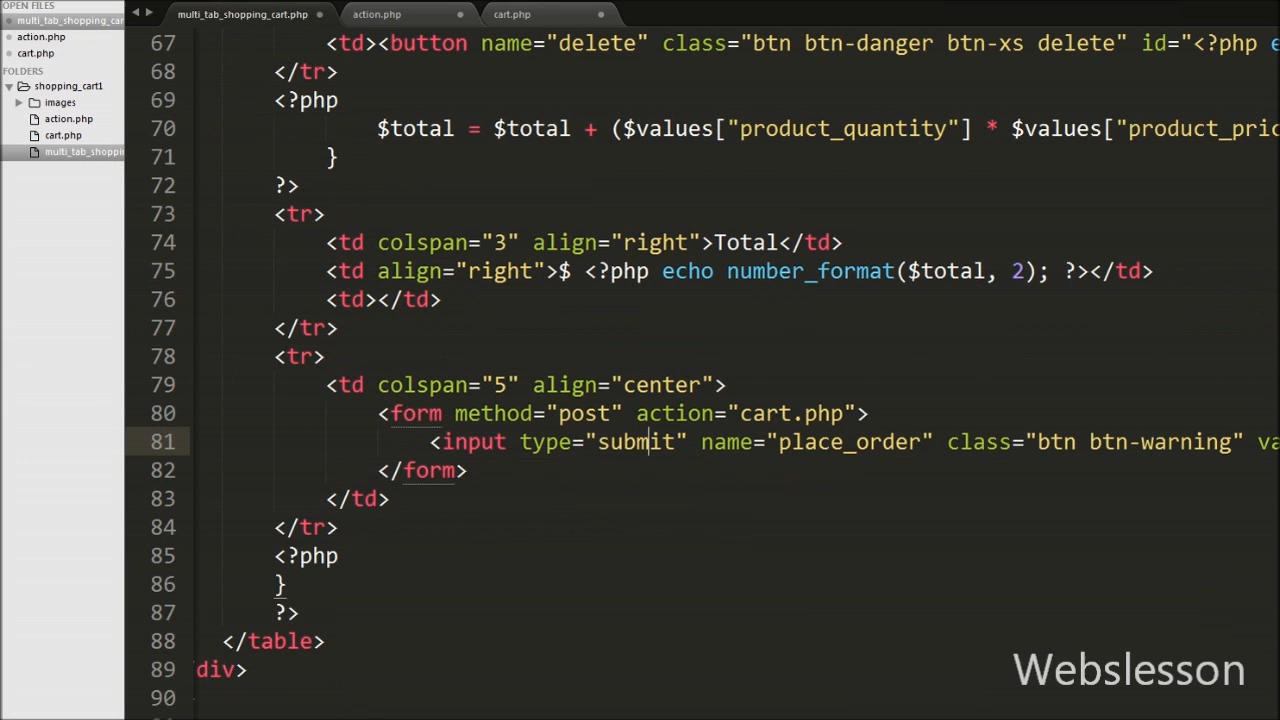 OPEN FILES
multi_tab_shopping_car
action.php
cart.php
FOLDERS
shopping_cart1
images
action.php
cart.php
multi_tab_shoppin
multi_tab_shopping_cart.php
action.php
cart.php
67 <td><button name="delete" class="btn btn-danger btn-xs delete" id="<?php e
68 </tr>
69 <?php
70 $total = $total + ($values["product_quantity"] * $values["product_pric
71 }
72 ?>
73 <tr>
74 <td colspan="3" align="right">Total</td>
75 <td align="right">$ <?php echo number_format($total, 2); ?></td>
76 <td></td>
77 </tr>
78 <tr>
79 <td colspan="5" align="center">
80 <form method="post" action="cart.php">
81 <input type="submit" name="place_order" class="btn btn-warning" va
82 </form>
83 </td>
84 </tr>
85 <?php
86 }
87 ?>
88 </table>
89 div>
90
Webslesson